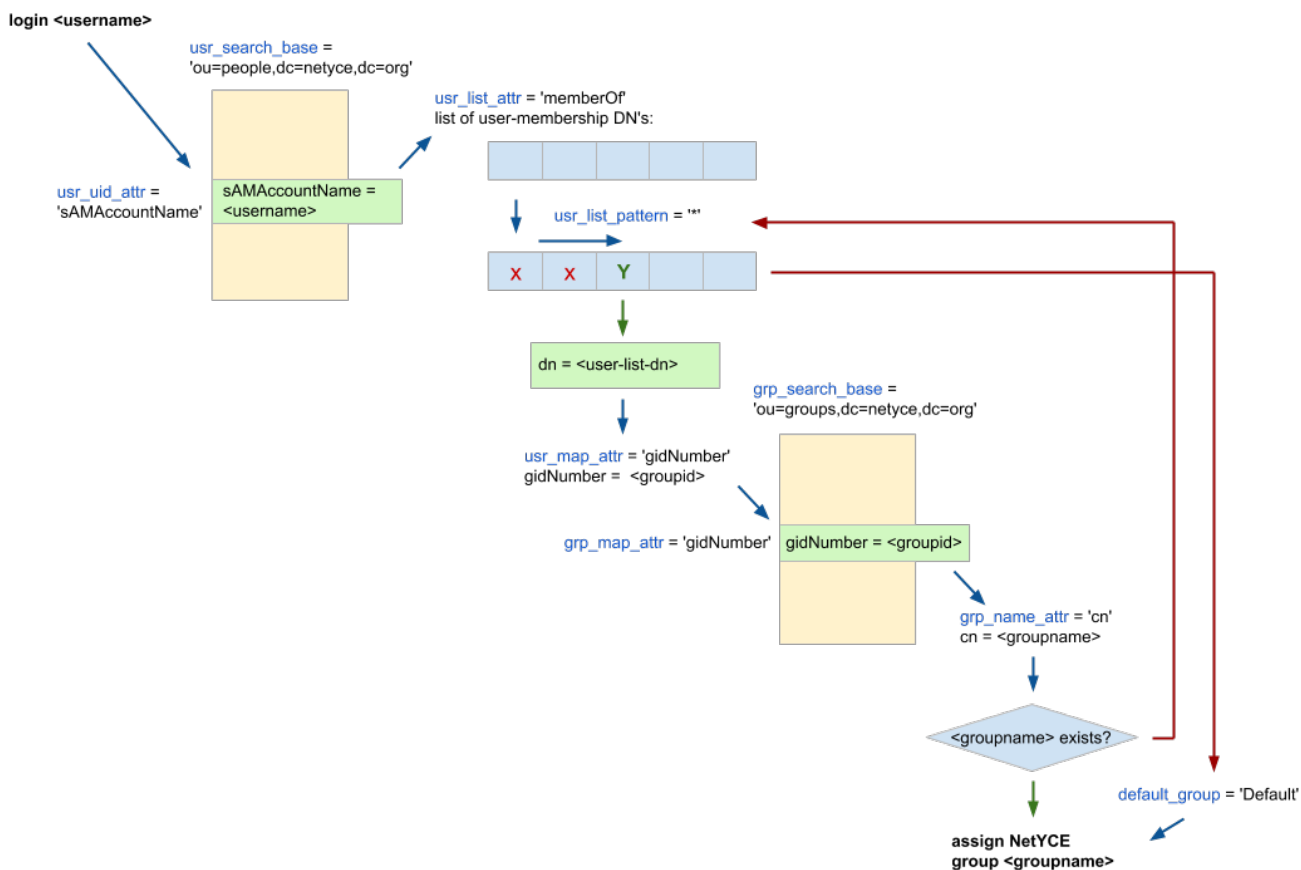 login <username>
usr_search_base =
'ou=people,dc=netyce,dc=org'
usr_list_attr = 'memberOf'
list of user-membership DN's:
usr_uid_attr =
'sAMAccountName'
sAMAccountName =
<username>
usr_list_pattern = '*'
x x Y
dn = <user-list-dn>
grp_search_base =
'ou=groups,dc=netyce,dc=org'
usr_map_attr = 'gidNumber'
gidNumber = <groupid>
grp_map_attr = 'gidNumber'
gidNumber = <groupid>
grp_name_attr = 'cn'
cn = <groupname>
<groupname> exists?
default_group = 'Default'
assign NetYCE
group <groupname>